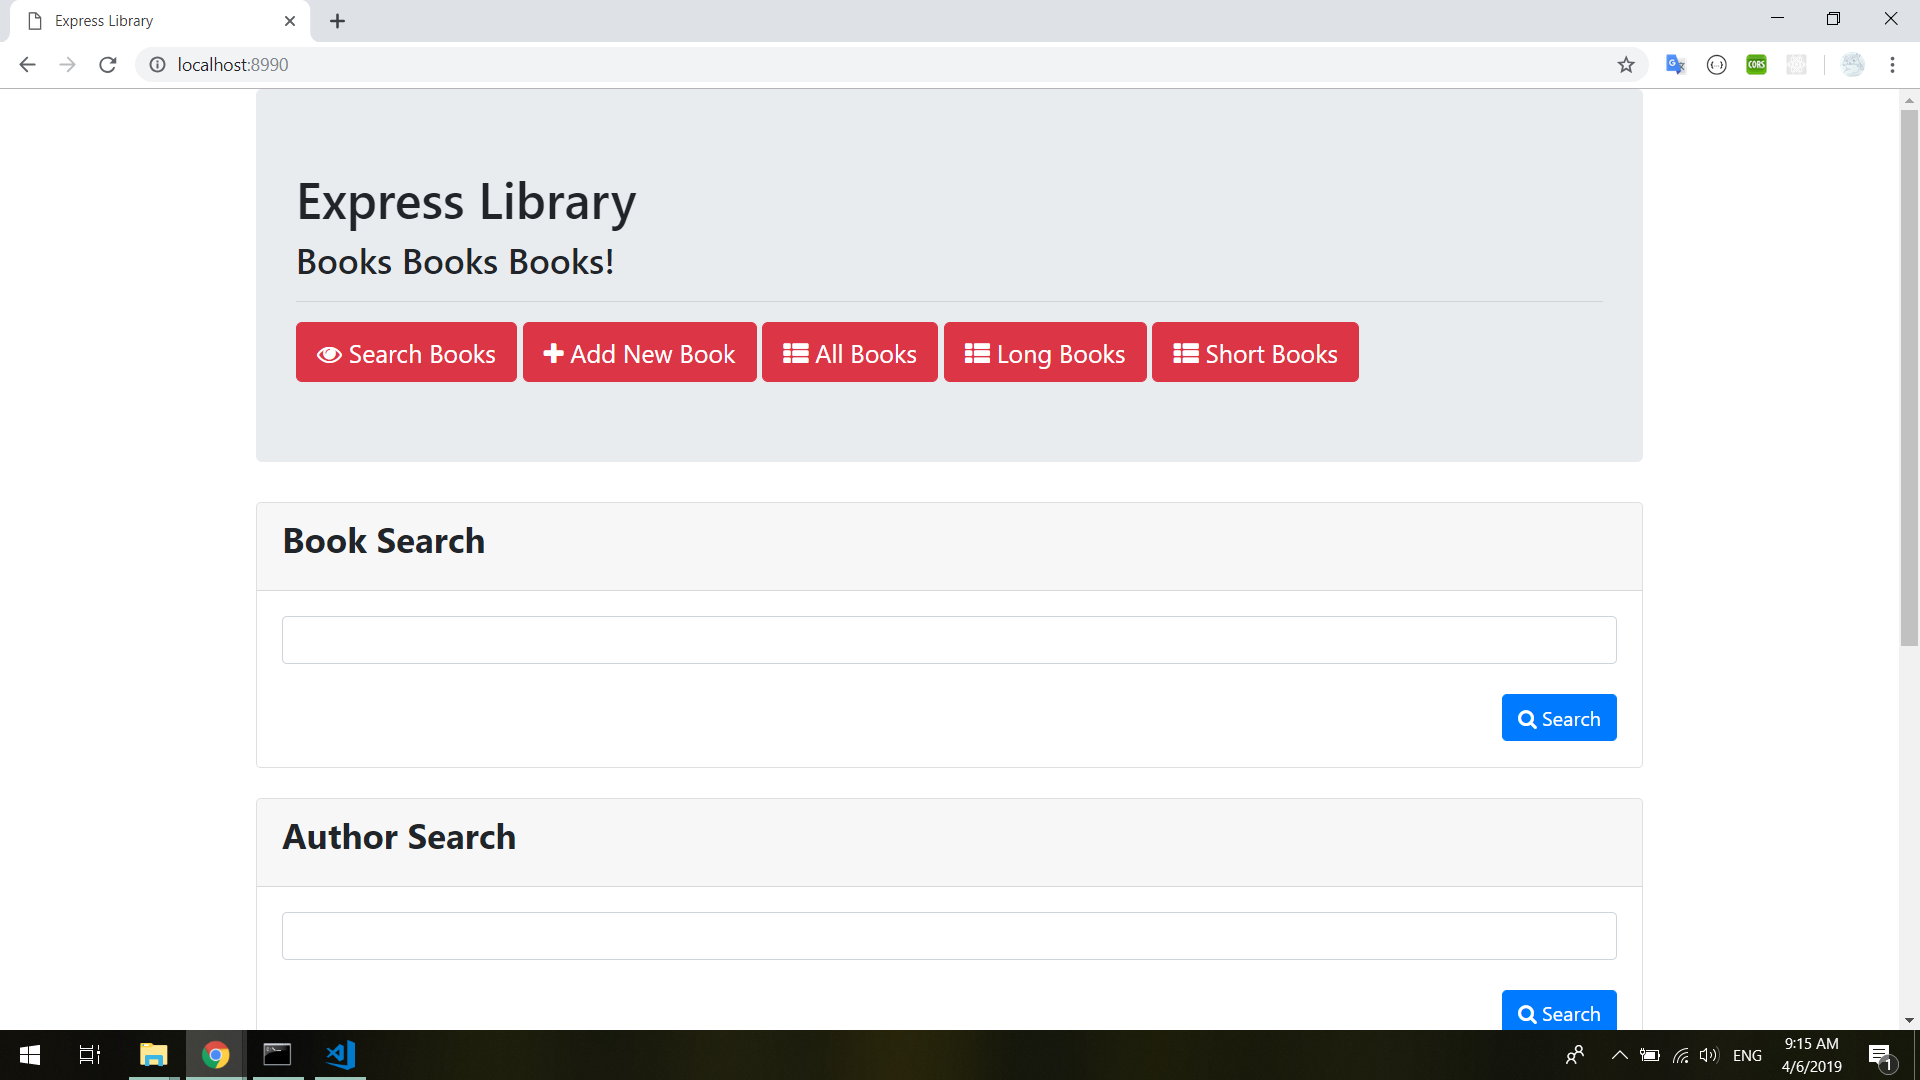 Express Library
localhost:8990
CORS
Express Library
Books Books Books!
Search Books Add New Book All Books Long Books Short Books
Book Search
Search
Author Search
Search
ENG
9:15 AM
4/6/2019
1